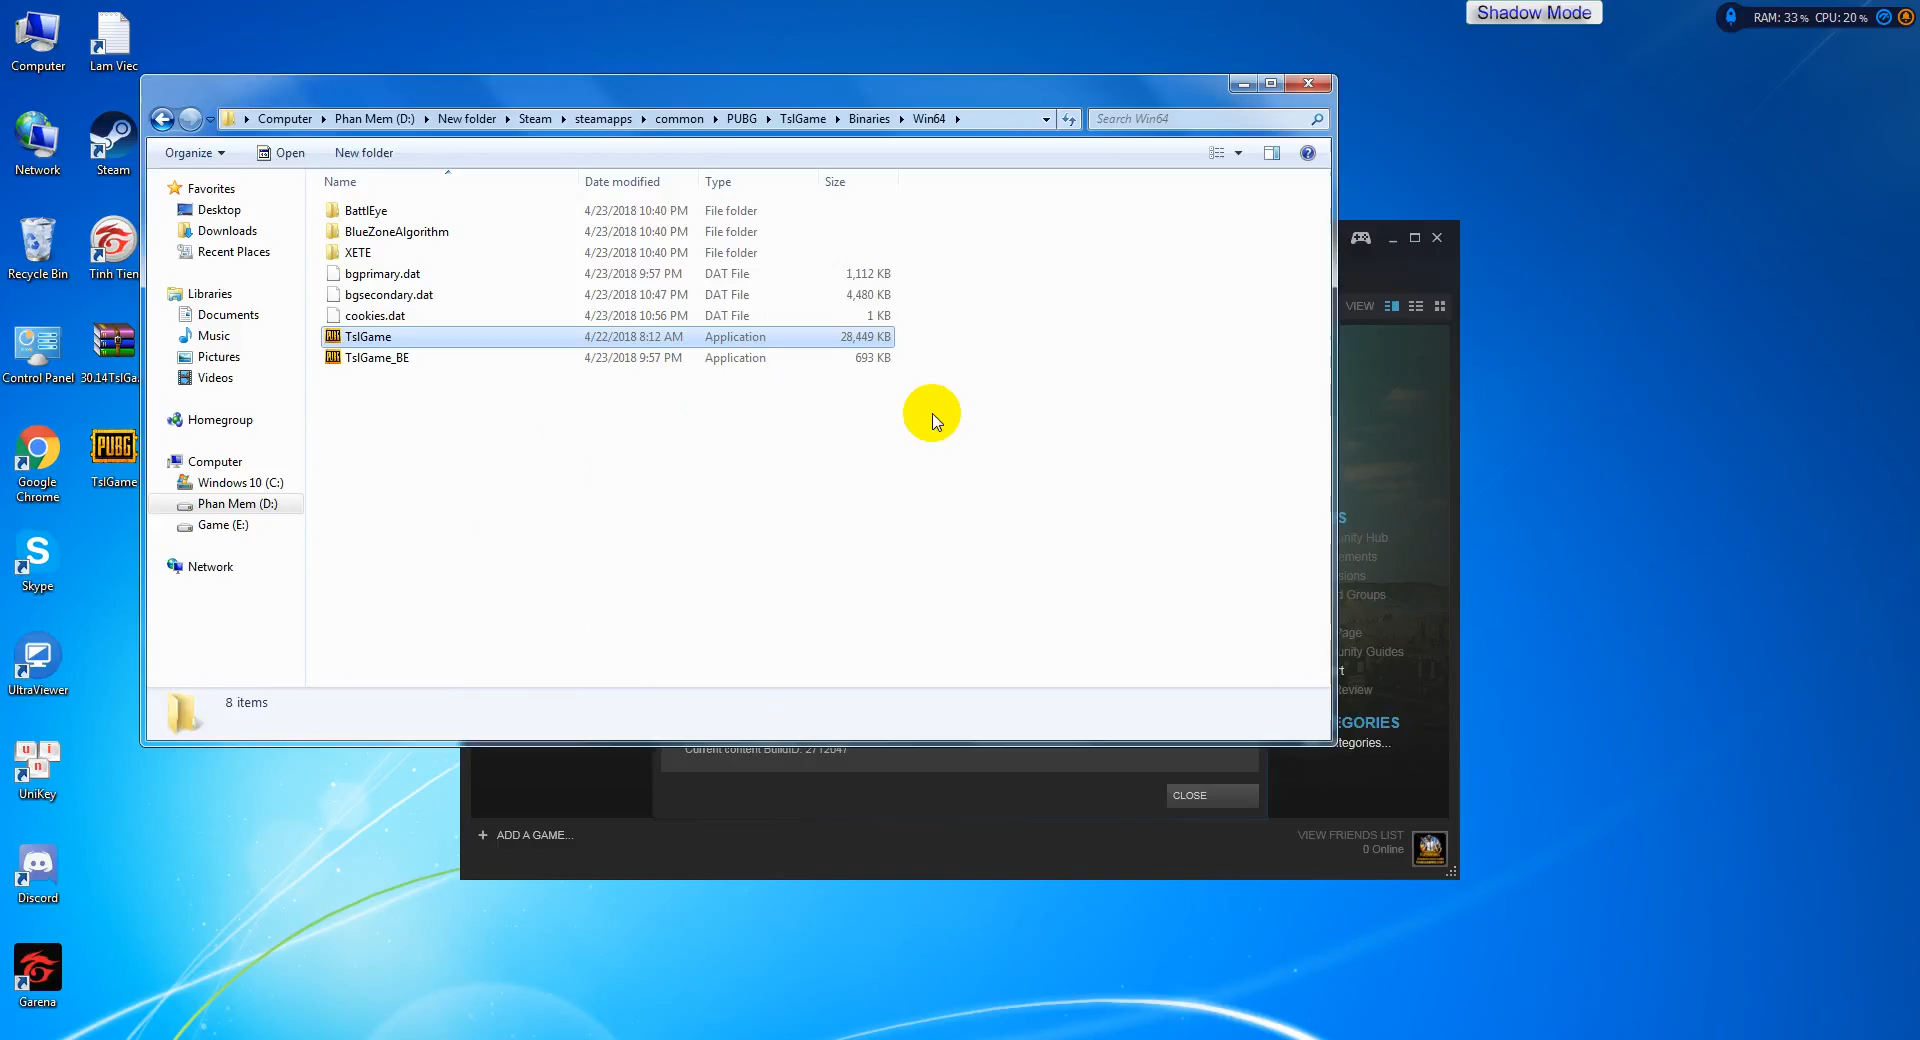 Shadow Mode
RAM: 33% CPU: 20%
Computer
Lam Viec
Network
Steam
Recycle Bin
Tinh Tien
Control Panel
30.14TslGa...
Google
Chrome
TslGame
Skype
UltraViewer
UniKey
Discord
Garena
Computer Phan Mem (D:) New folder Steam steamapps common PUBG TslGame Binaries Win64
Search Win64
Organize Open New folder
Name Date modified Type Size
BattlEye 4/23/2018 10:40 PM File folder
BlueZoneAlgorithm 4/23/2018 10:40 PM File folder
XETE 4/23/2018 10:40 PM File folder
bgprimary.dat 4/23/2018 9:57 PM DAT File 1,112 KB
bgsecondary.dat 4/23/2018 10:47 PM DAT File 4,480 KB
cookies.dat 4/23/2018 10:56 PM DAT File 1 KB
TslGame 4/22/2018 8:12 AM Application 28,449 KB
TslGame_BE 4/23/2018 9:57 PM Application 693 KB
Favorites
Desktop
Downloads
Recent Places
Libraries
Documents
Music
Pictures
Videos
Homegroup
Computer
Windows 10 (C:)
Phan Mem (D:)
Game (E:)
Network
8 items
VIEW
S
nity Hub
ements
sions
d Groups
Page
unity Guides
rt
Review
EGORIES
ategories...
Current content BuildID: 2712047
CLOSE
+ ADD A GAME...
VIEW FRIENDS LIST
0 Online